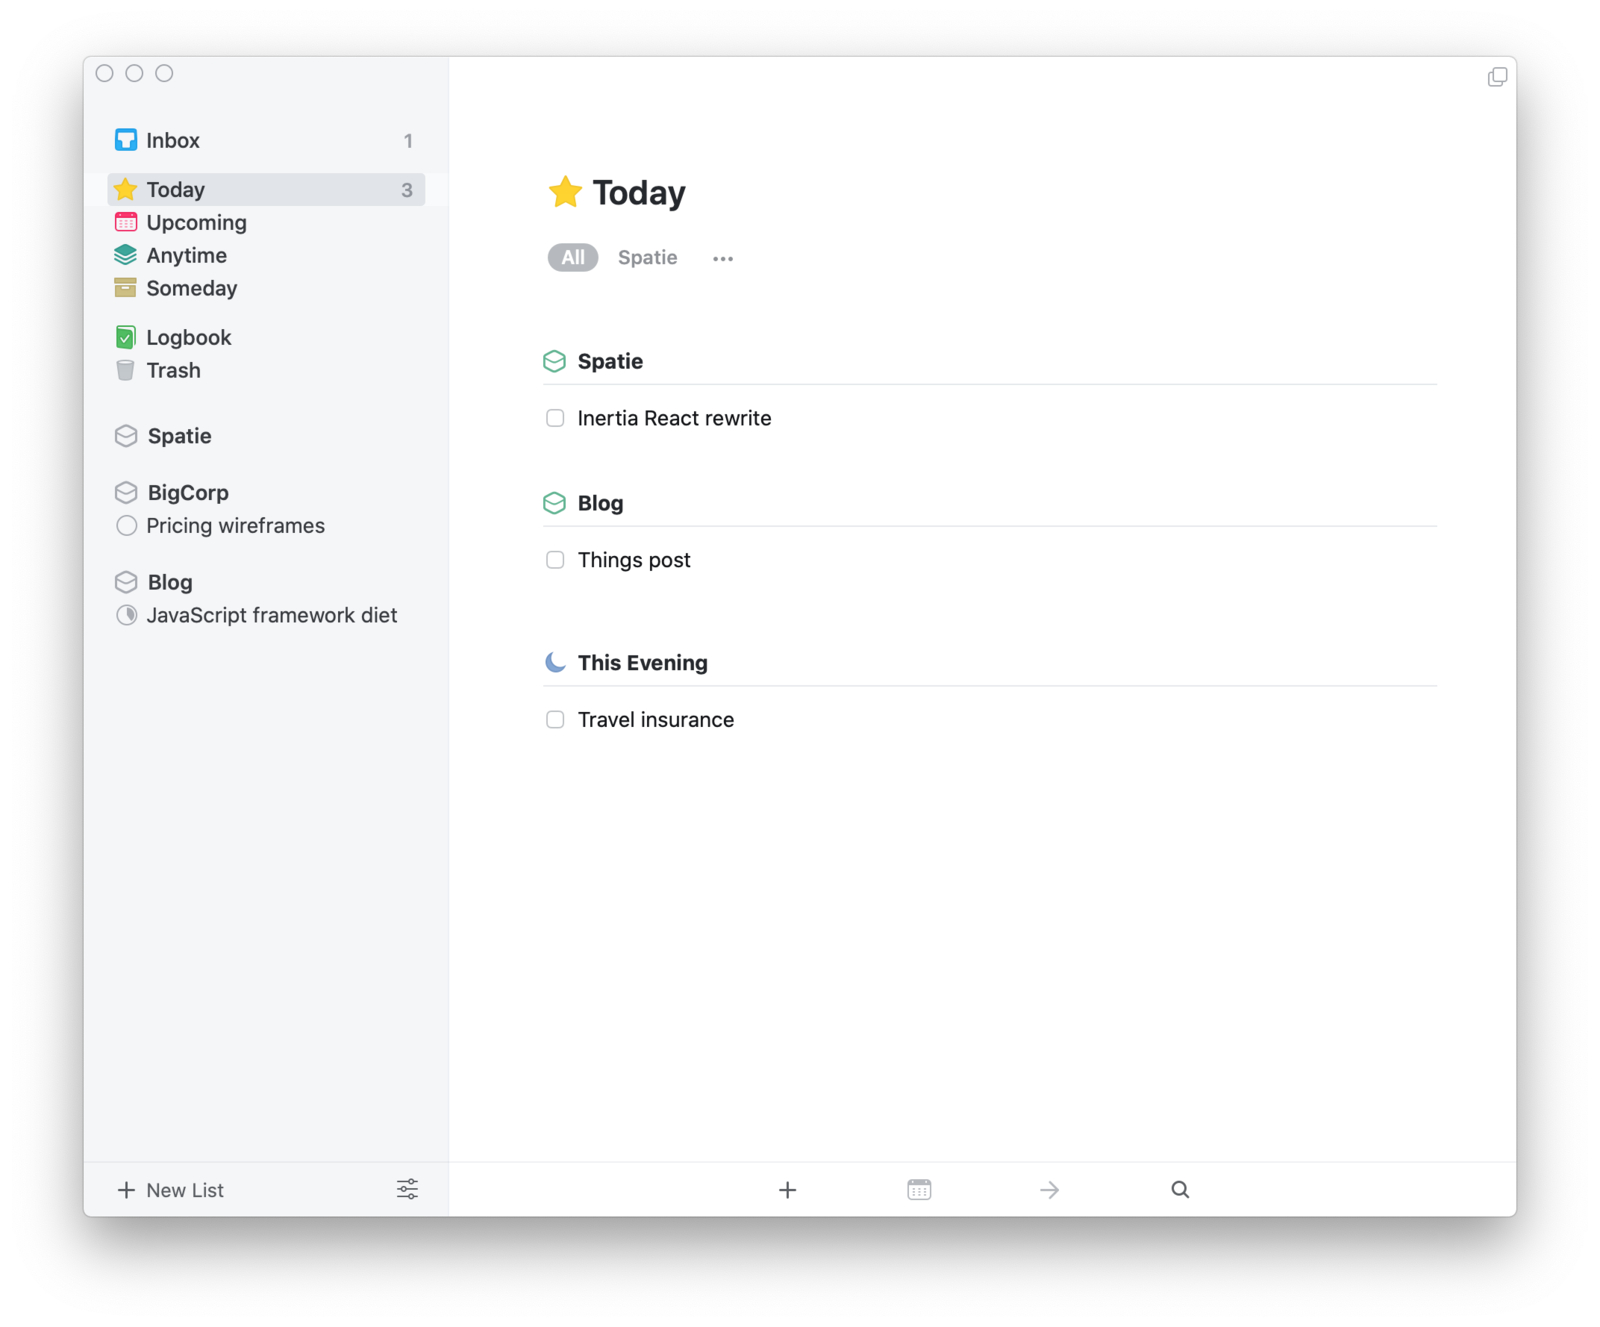 Inbox 1
Today 3
Upcoming
Anytime
Someday
Logbook
Trash
Spatie
BigCorp
Pricing wireframes
Blog
JavaScript framework diet
New List
Today
All Spatie
Spatie
Inertia React rewrite
Blog
Things post
This Evening
Travel insurance